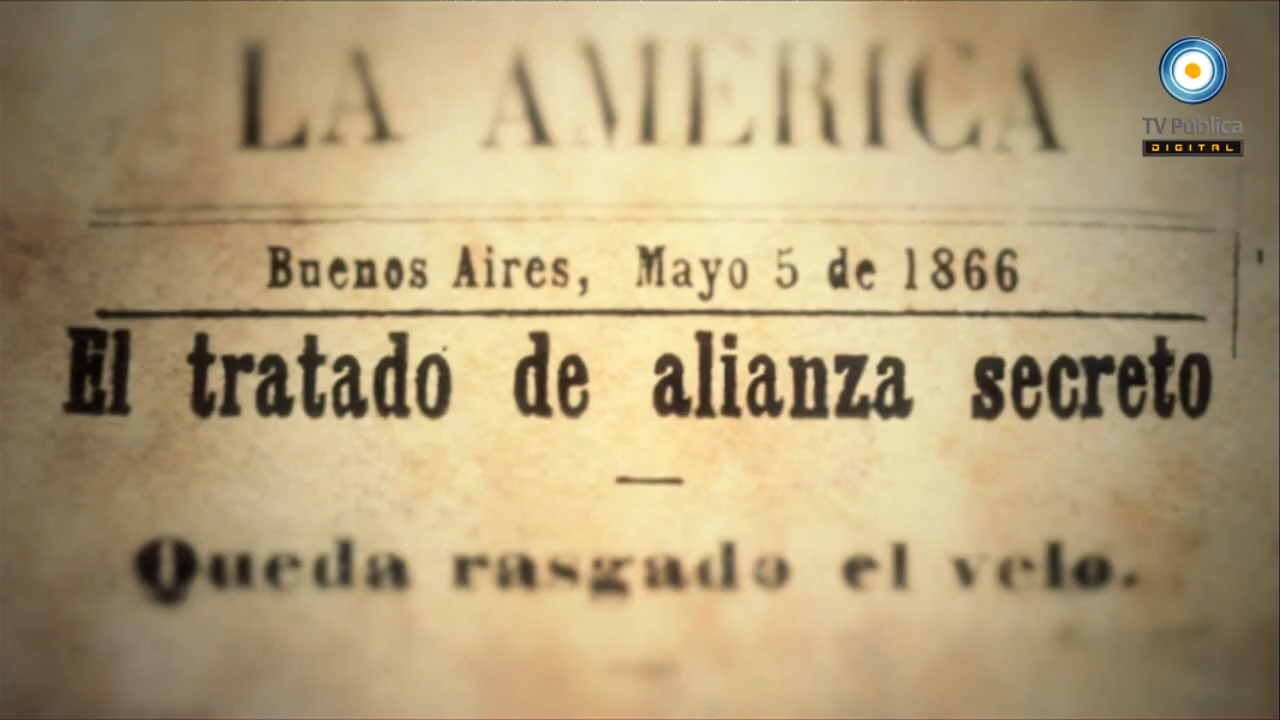 LA AMERICA
TV Pública
DIGITAL
Buenos Aires, Mayo 5 de 1866
El tratado de alianza secreto
Queda rasgado el velo.